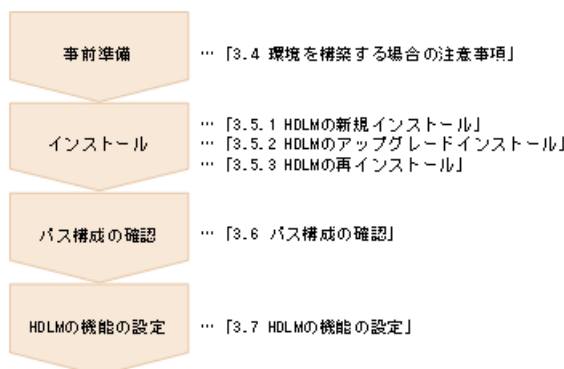 事前準備 … 「3.4 環境を構築する場合の注意事項」
インストール … 「3.5.1 HDLMの新規インストール」
… 「3.5.2 HDLMのアップグレードインストール」
… 「3.5.3 HDLMの再インストール」
パス構成の確認 … 「3.6 パス構成の確認」
HDLMの機能の設定 … 「3.7 HDLMの機能の設定」